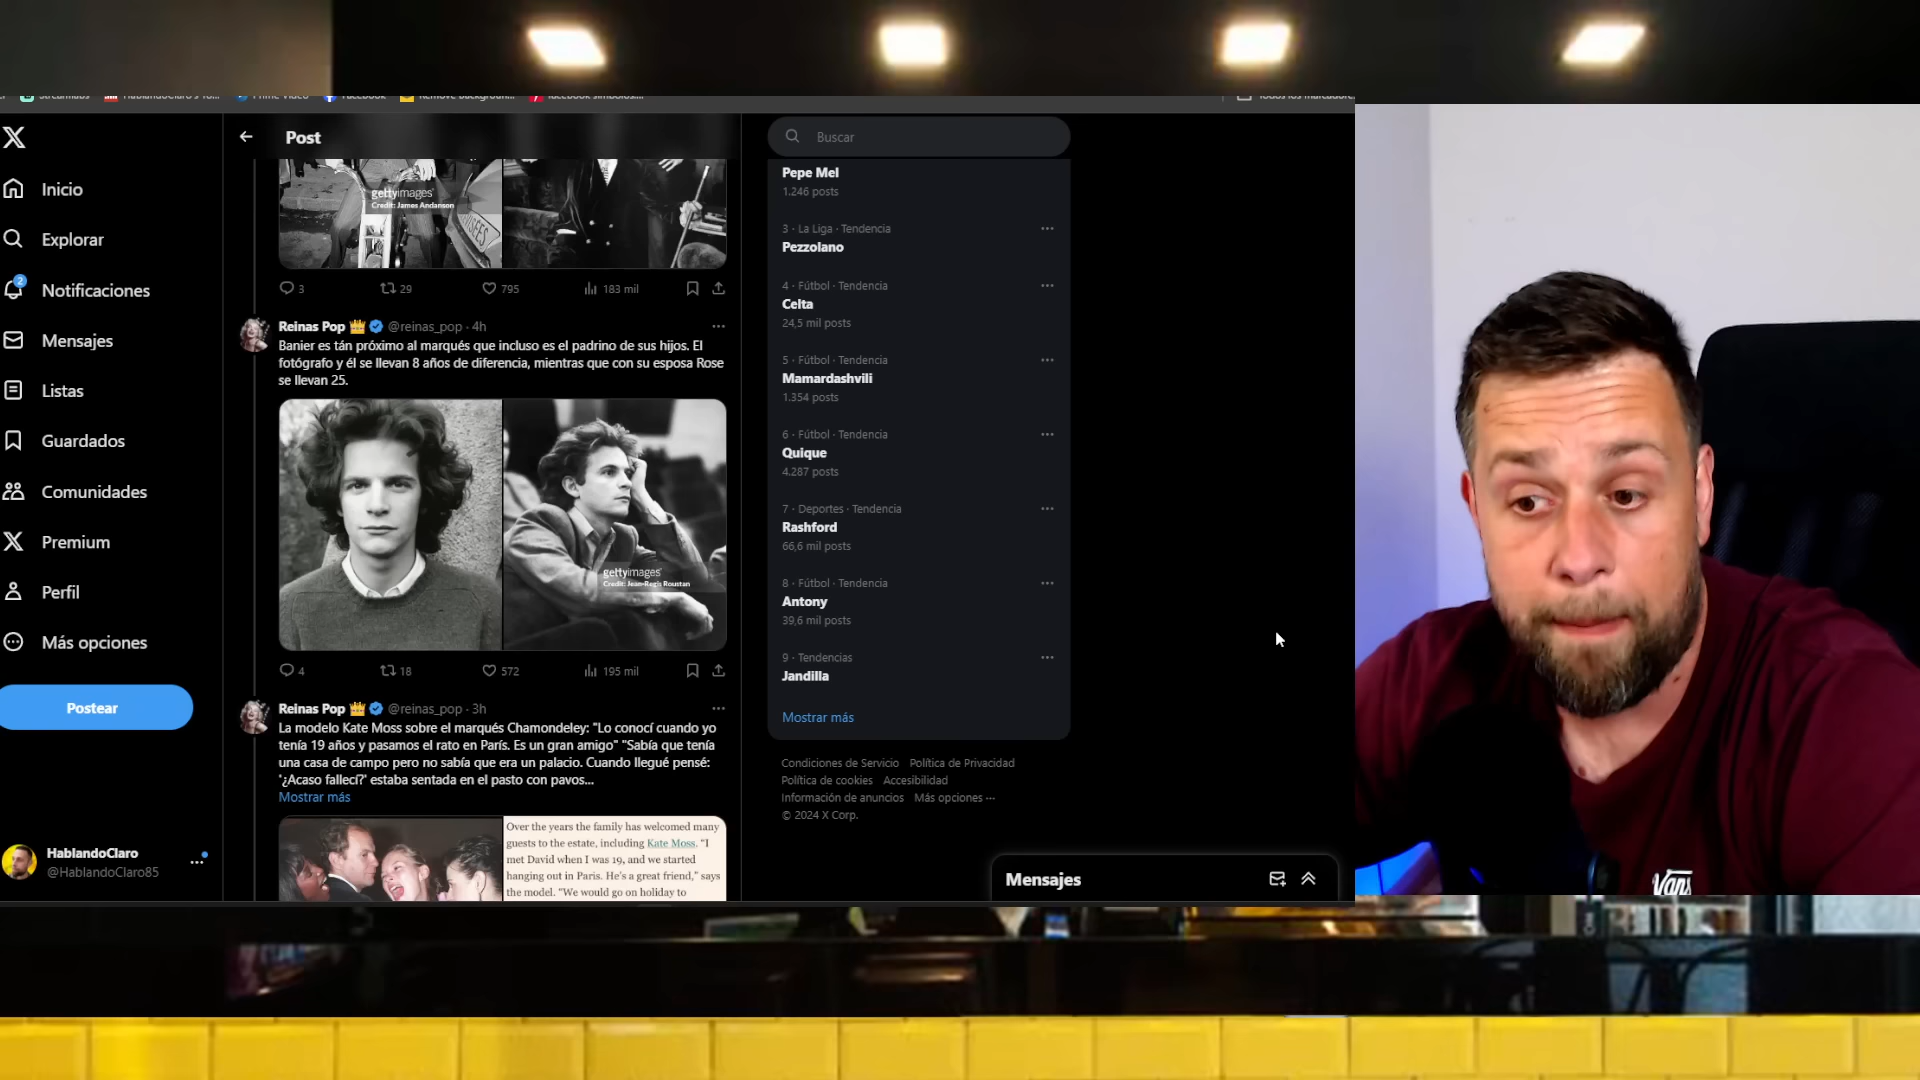 Facebook
Post
Inicio
Explorar
2
Notificaciones
Mensajes
Listas
Guardados
Comunidades
Premium
Perfil
Más opciones
Postear
HablandoClaro
@HablandoClaro85
gettyimages
Credit: James Andanson
3
29
795
183 mil
Reinas Pop @reinas_pop · 4h
Banier es tán próximo al marqués que incluso es el padrino de sus hijos. El
fotógrafo y él se llevan 8 años de diferencia, mientras que con su esposa Rose
se llevan 25.
gettyimages
Credit: Jean-Regis Roustan
4
18
572
195 mil
Reinas Pop @reinas_pop · 3h
La modelo Kate Moss sobre el marqués Chamondeley: "Lo conocí cuando yo
tenía 19 años y pasamos el rato en París. Es un gran amigo" "Sabía que tenía
una casa de campo pero no sabía que era un palacio. Cuando llegué pensé:
'¿Acaso fallecí?' estaba sentada en el pasto con pavos...
Mostrar más
Over the years the family has welcomed many
guests to the estate, including Kate Moss. "I
met David when I was 19, and we started
hanging out in Paris. He's a great friend," says
the model. "We would go on holiday to
Buscar
Pepe Mel
1.246 posts
3 · La Liga · Tendencia
Pezzolano
4 · Fútbol · Tendencia
Celta
24,5 mil posts
5 · Fútbol · Tendencia
Mamardashvili
1.354 posts
6 · Fútbol · Tendencia
Quique
4.287 posts
7 · Deportes · Tendencia
Rashford
66,6 mil posts
8 · Fútbol · Tendencia
Antony
39,6 mil posts
9 · Tendencias
Jandilla
Mostrar más
Condiciones de Servicio Política de Privacidad
Política de cookies Accesibilidad
Información de anuncios Más opciones ···
© 2024 X Corp.
Mensajes
Vans